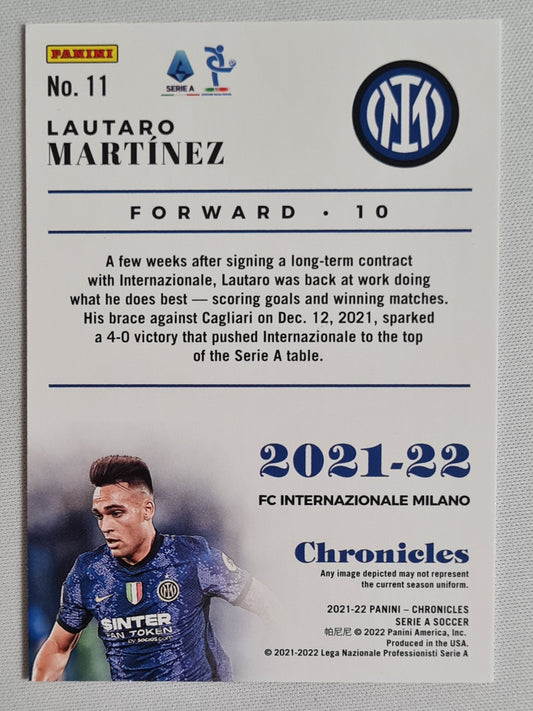 PANINI
No. 11
SERIE A
LAUTARO
MARTÍNEZ
FORWARD • 10
A few weeks after signing a long-term contract
with Internazionale, Lautaro was back at work doing
what he does best — scoring goals and winning matches.
His brace against Cagliari on Dec. 12, 2021, sparked
a 4-0 victory that pushed Internazionale to the top
of the Serie A table.
2021-22
FC INTERNAZIONALE MILANO
Chronicles
Any image depicted may not represent
the current season uniform.
2021-22 PANINI – CHRONICLES
SERIE A SOCCER
帕尼尼 © 2022 Panini America, Inc.
Produced in the USA.
© 2021-2022 Lega Nazionale Professionisti Serie A
$INTER
FAN TOKEN